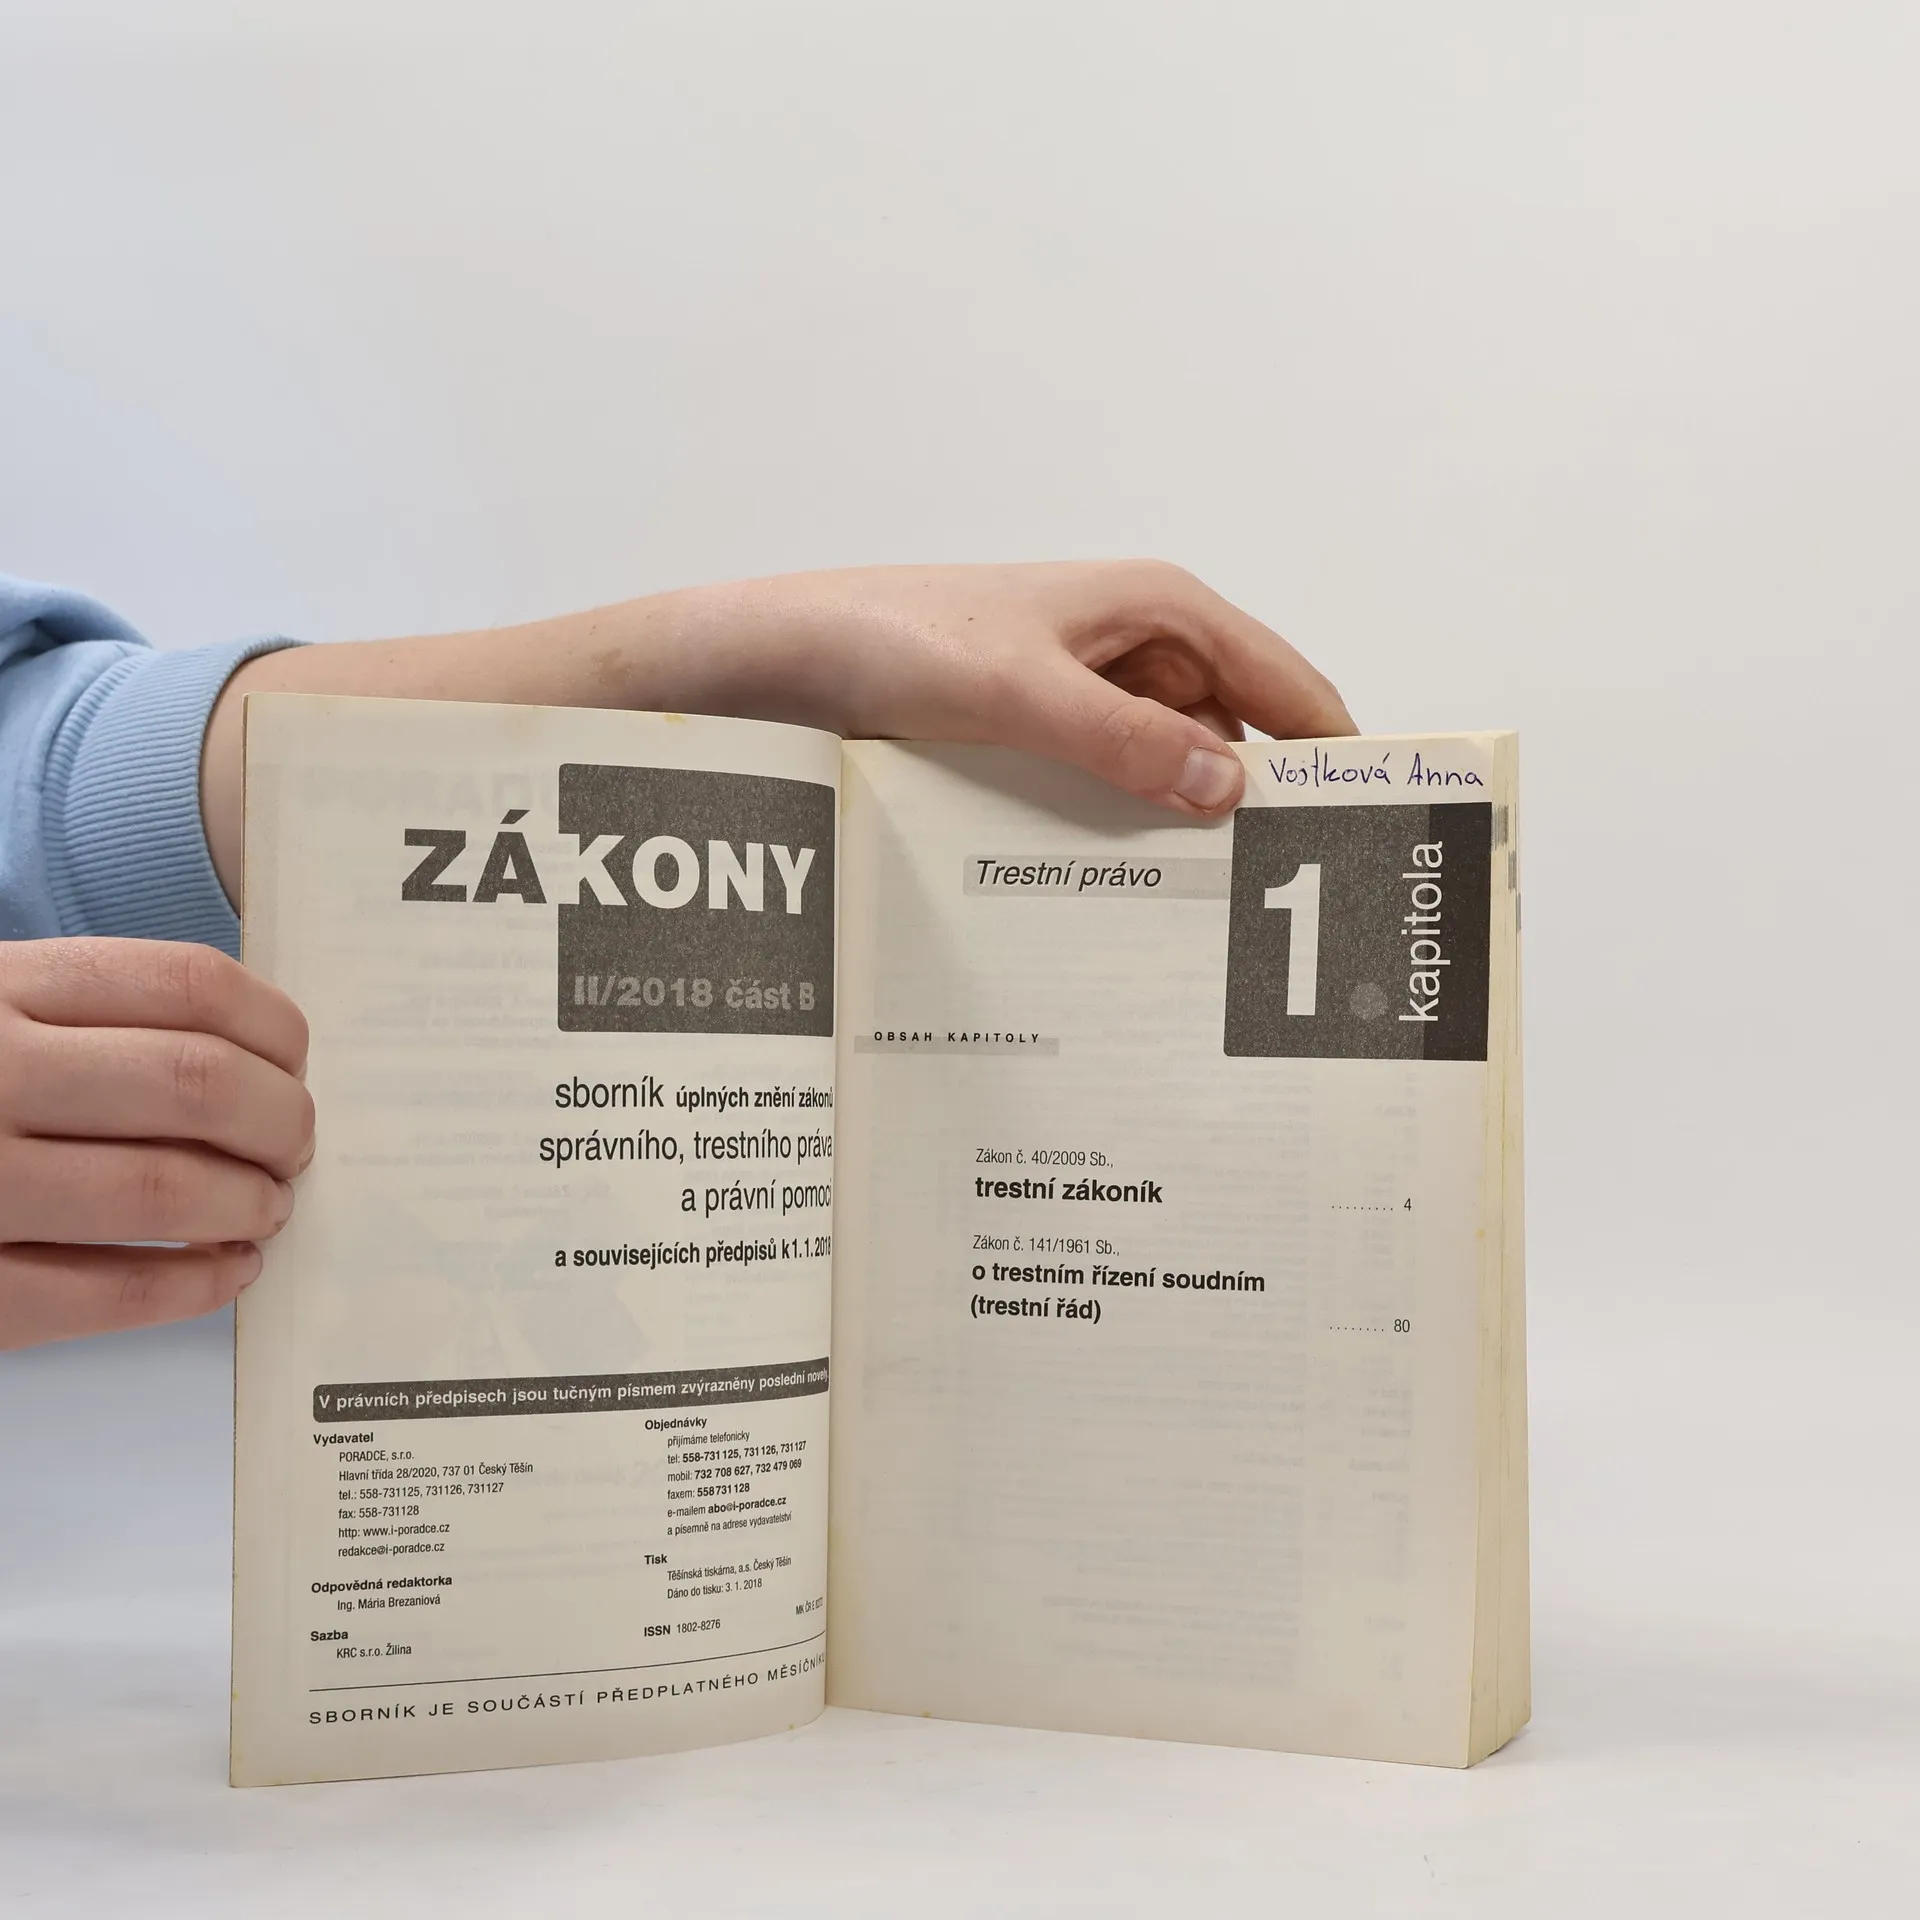 ZÁKONY
II/2018 část B
sborník úplných znění zákonů
správního, trestního práva
a právní pomoci
a souvisejících předpisů k 1. 1. 2018
V právních předpisech jsou tučným písmem zvýrazněny poslední novely.
Vydavatel
PORADCE, s.r.o.
Hlavní třída 28/2020, 737 01 Český Těšín
tel.: 558-731125, 731126, 731127
fax: 558-731128
http: www.i-poradce.cz
redakce@i-poradce.cz
Odpovědná redaktorka
Ing. Mária Brezaniová
Sazba
KRC s.r.o. Žilina
Objednávky
přijímáme telefonicky
tel: 558-731 125, 731 126, 731 127
mobil: 732 708 627, 732 479 069
faxem: 558 731 128
e-mailem abo@i-poradce.cz
a písemně na adrese vydavatelství
Tisk
Těšínská tiskárna, a.s. Český Těšín
Dáno do tisku: 3. 1. 2018
MK ČR E
ISSN 1802-8276
SBORNÍK JE SOUČÁSTÍ PŘEDPLATNÉHO MĚSÍČNÍKU
Vojtková Anna
Trestní právo
1.
kapitola
OBSAH KAPITOLY
Zákon č. 40/2009 Sb.,
trestní zákoník ......... 4
Zákon č. 141/1961 Sb.,
o trestním řízení soudním
(trestní řád) ........ 80